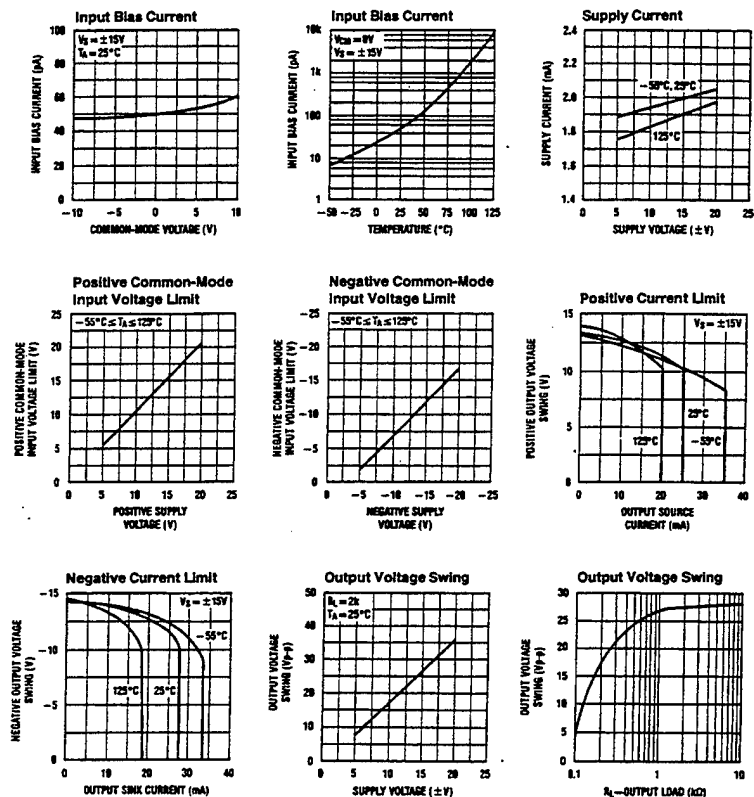 Input Bias Current
Vs = ±15V
TA = 25°C
INPUT BIAS CURRENT (pA)
100
80
60
40
20
0
-10
-5
0
5
10
COMMON-MODE VOLTAGE (V)
Input Bias Current
VCM = 0V
Vs = ±15V
INPUT BIAS CURRENT (pA)
10k
1k
100
10
1
-50
-25
0
25
50
75
100
125
TEMPERATURE (°C)
Supply Current
-55°C, 25°C
125°C
SUPPLY CURRENT (mA)
2.4
2.2
2.0
1.8
1.6
1.4
0
5
10
15
20
25
SUPPLY VOLTAGE (±V)
Positive Common-Mode
Input Voltage Limit
-55°C ≤ TA ≤ 125°C
POSITIVE COMMON-MODE
INPUT VOLTAGE LIMIT (V)
25
20
15
10
5
0
0
5
10
15
20
25
POSITIVE SUPPLY
VOLTAGE (V)
Negative Common-Mode
Input Voltage Limit
-55°C ≤ TA ≤ 125°C
NEGATIVE COMMON-MODE
INPUT VOLTAGE LIMIT (V)
-25
-20
-15
-10
-5
0
0
-5
-10
-15
-20
-25
NEGATIVE SUPPLY
VOLTAGE (V)
Positive Current Limit
Vs = ±15V
25°C
125°C
-55°C
POSITIVE OUTPUT VOLTAGE
SWING (V)
15
10
5
0
0
10
20
30
40
OUTPUT SOURCE
CURRENT (mA)
Negative Current Limit
Vs = ±15V
-55°C
125°C
25°C
NEGATIVE OUTPUT VOLTAGE
SWING (V)
-15
-10
-5
0
0
10
20
30
40
OUTPUT SINK CURRENT (mA)
Output Voltage Swing
RL = 2k
TA = 25°C
OUTPUT VOLTAGE
SWING (Vp-p)
50
45
40
35
30
25
20
15
10
5
0
0
5
10
15
20
25
SUPPLY VOLTAGE (±V)
Output Voltage Swing
OUTPUT VOLTAGE
SWING (Vp-p)
30
25
20
15
10
5
0
0.1
1
10
RL—OUTPUT LOAD (kΩ)